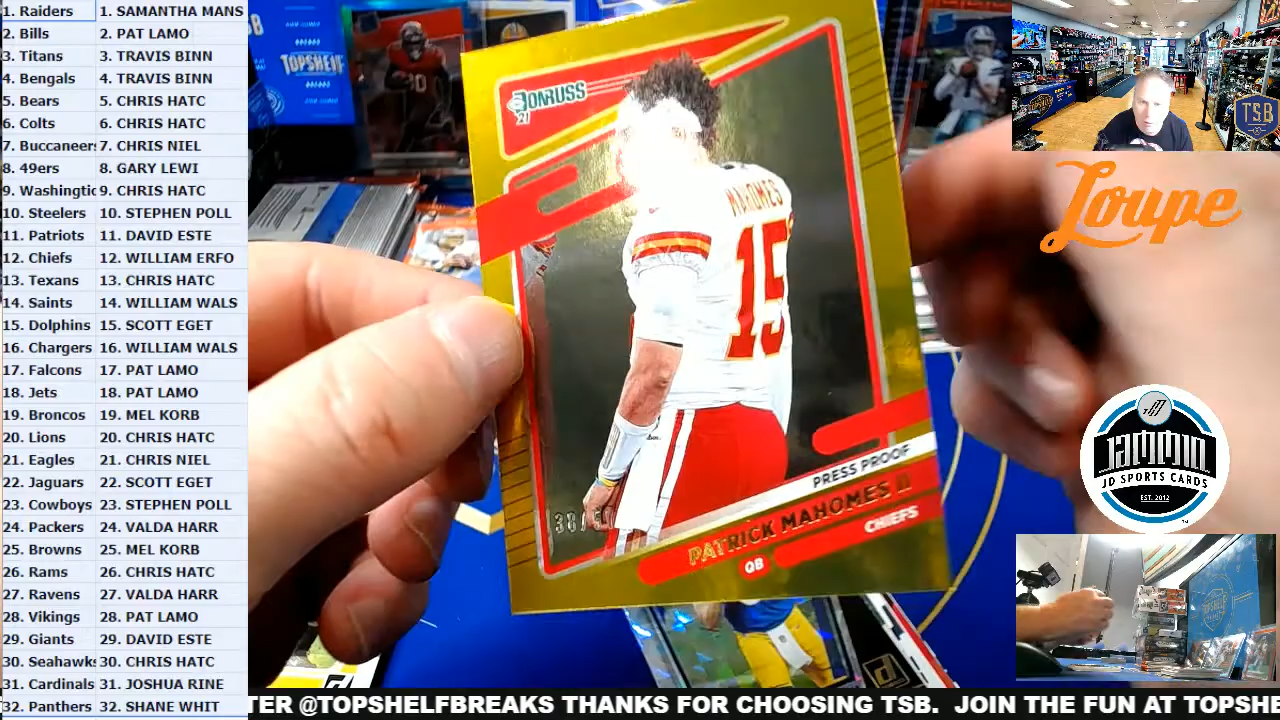 1. Raiders 1. SAMANTHA MANS
2. Bills 2. PAT LAMO
3. Titans 3. TRAVIS BINN
4. Bengals 4. TRAVIS BINN
5. Bears 5. CHRIS HATC
6. Colts 6. CHRIS HATC
7. Buccaneers 7. CHRIS NIEL
8. 49ers 8. GARY LEWI
9. Washingtic 9. CHRIS HATC
10. Steelers 10. STEPHEN POLL
11. Patriots 11. DAVID ESTE
12. Chiefs 12. WILLIAM ERFO
13. Texans 13. CHRIS HATC
14. Saints 14. WILLIAM WALS
15. Dolphins 15. SCOTT EGET
16. Chargers 16. WILLIAM WALS
17. Falcons 17. PAT LAMO
18. Jets 18. PAT LAMO
19. Broncos 19. MEL KORB
20. Lions 20. CHRIS HATC
21. Eagles 21. CHRIS NIEL
22. Jaguars 22. SCOTT EGET
23. Cowboys 23. STEPHEN POLL
24. Packers 24. VALDA HARR
25. Browns 25. MEL KORB
26. Rams 26. CHRIS HATC
27. Ravens 27. VALDA HARR
28. Vikings 28. PAT LAMO
29. Giants 29. DAVID ESTE
30. Seahawks 30. CHRIS HATC
31. Cardinals 31. JOSHUA RINE
32. Panthers 32. SHANE WHIT
TOPSHELF
DONRUSS
21
MAHOMES
15
PRESS PROOF
PATRICK MAHOMES II
QB
CHIEFS
TSB
Loupe
JAMMIN
JD SPORTS CARDS
EST. 2012
TER @TOPSHELFBREAKS THANKS FOR CHOOSING TSB. JOIN THE FUN AT TOPSHE